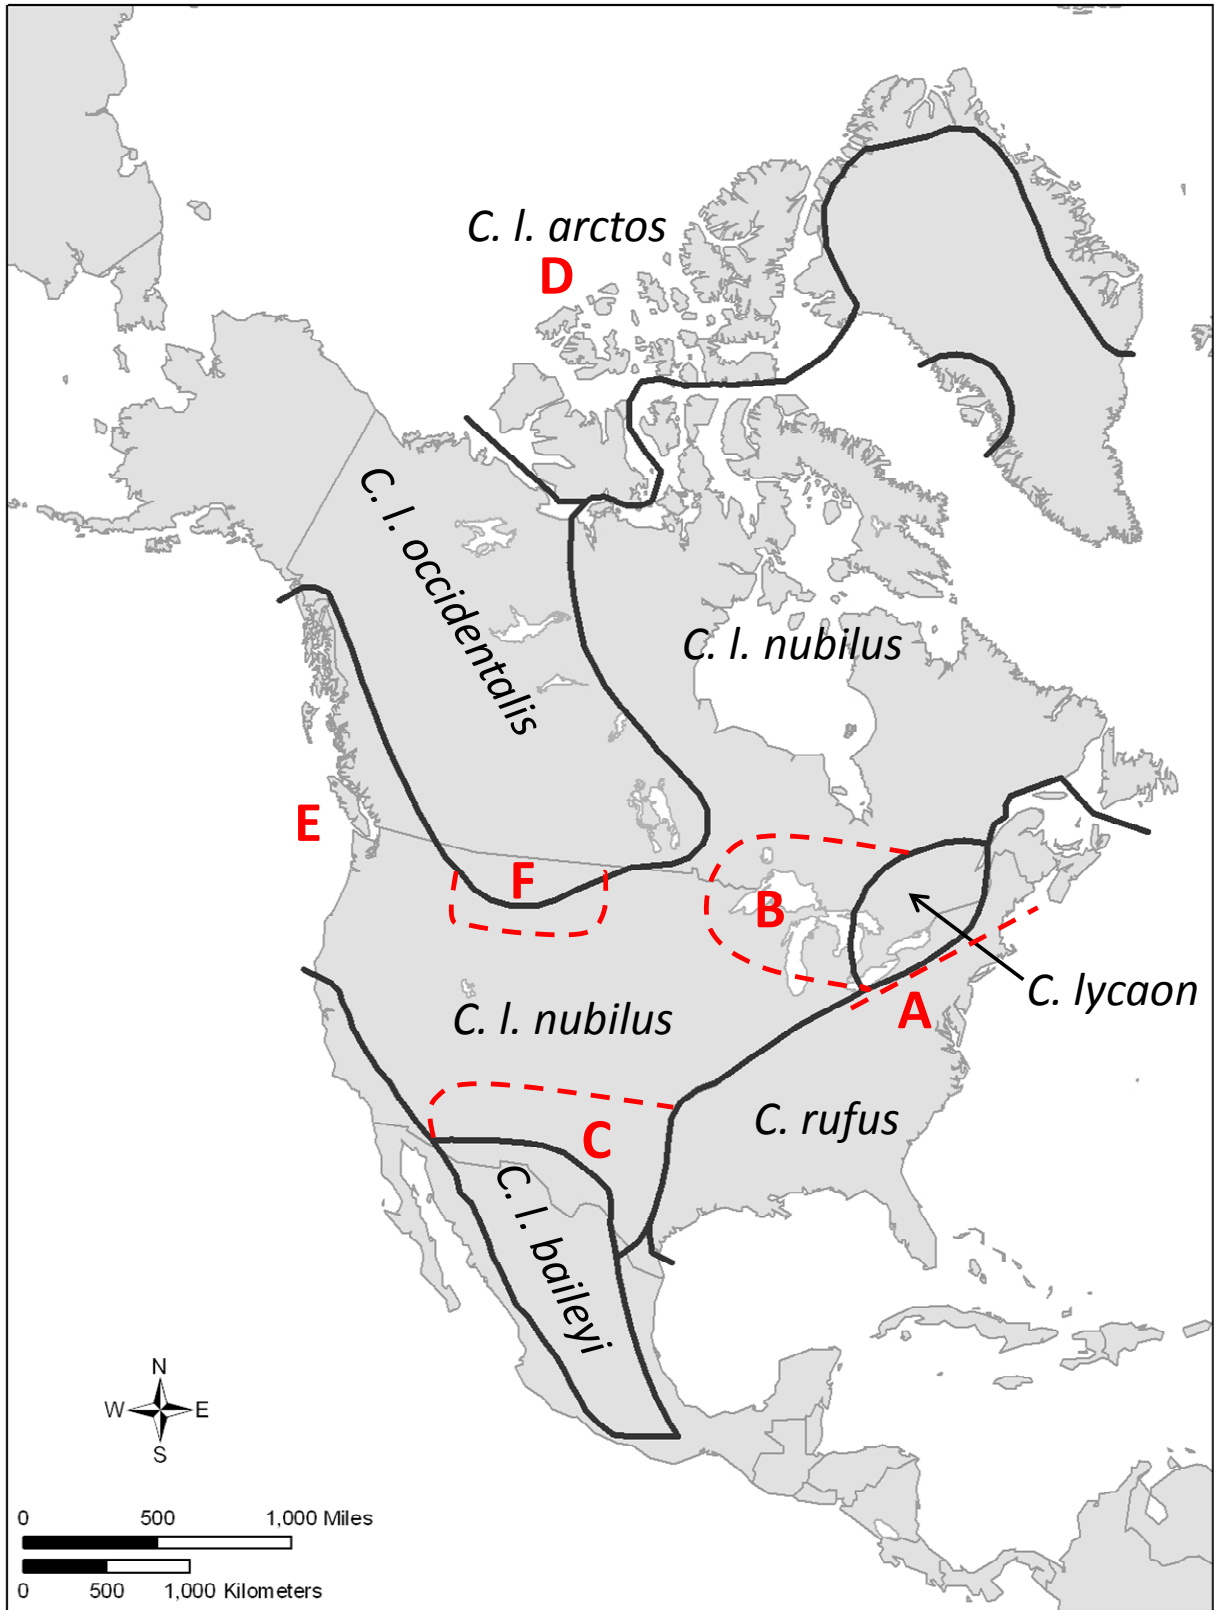 C. l. arctos
D
C. l. occidentalis
C. l. nubilus
E
F
B
C. lycaon
A
C. l. nubilus
C. rufus
C
C. l. baileyi
N
W E
S
0 500 1,000 Miles
0 500 1,000 Kilometers